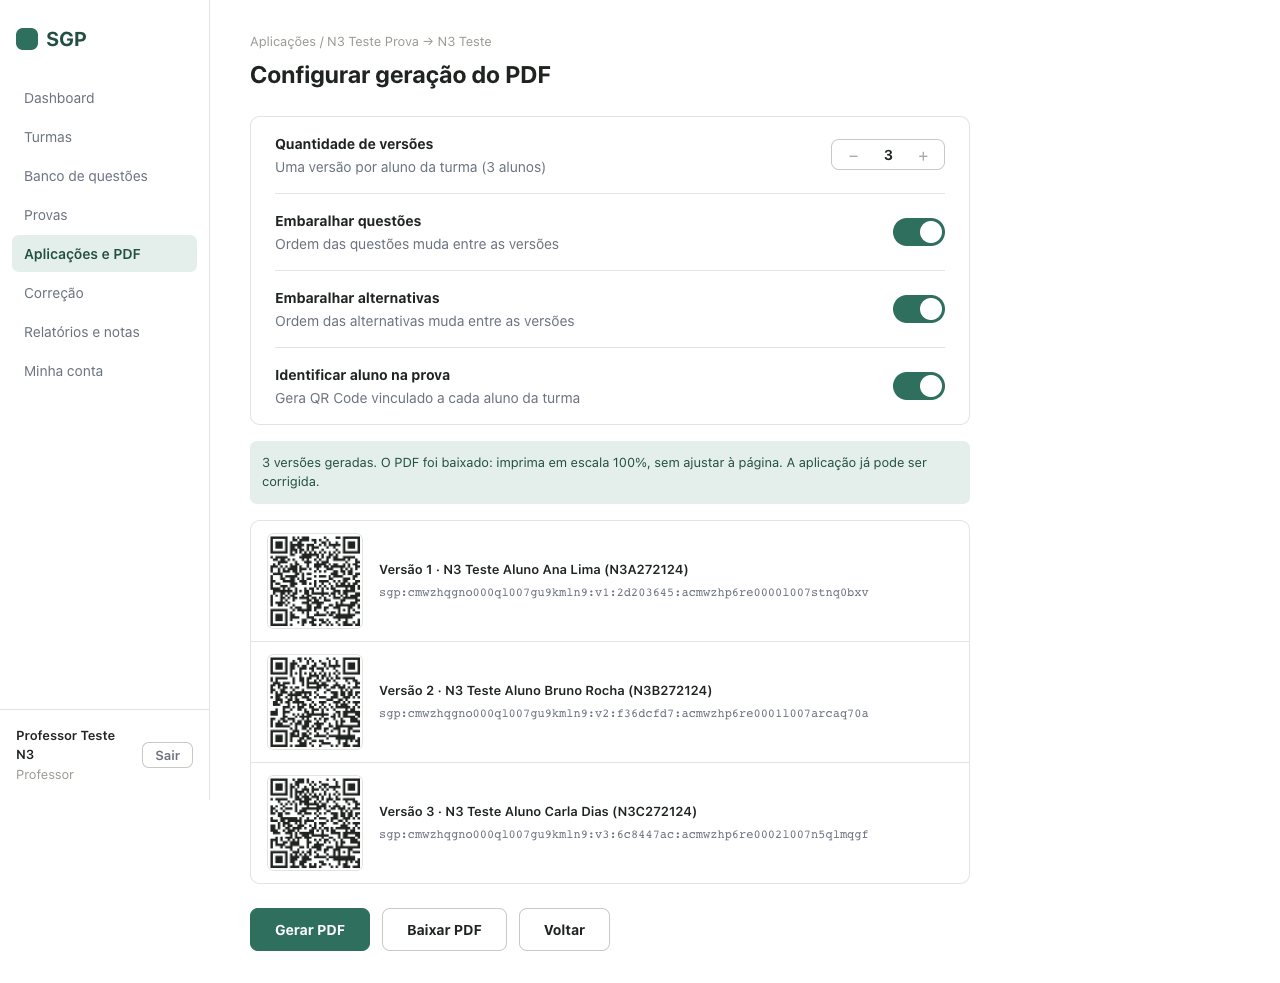 SGP
Dashboard
Turmas
Banco de questões
Provas
Aplicações e PDF
Correção
Relatórios e notas
Minha conta
Professor Teste
N3
Professor
Sair
Aplicações / N3 Teste Prova → N3 Teste
Configurar geração do PDF
Quantidade de versões
Uma versão por aluno da turma (3 alunos)
− 3 +
Embaralhar questões
Ordem das questões muda entre as versões
Embaralhar alternativas
Ordem das alternativas muda entre as versões
Identificar aluno na prova
Gera QR Code vinculado a cada aluno da turma
3 versões geradas. O PDF foi baixado: imprima em escala 100%, sem ajustar à página. A aplicação já pode ser
corrigida.
Versão 1 · N3 Teste Aluno Ana Lima (N3A272124)
sgp:cmwzhqgno000ql007gu9kmln9:v1:2d203645:acmwzhp6re0000l007stnq0bxv
Versão 2 · N3 Teste Aluno Bruno Rocha (N3B272124)
sgp:cmwzhqgno000ql007gu9kmln9:v2:f36dcfd7:acmwzhp6re0001l007arcaq70a
Versão 3 · N3 Teste Aluno Carla Dias (N3C272124)
sgp:cmwzhqgno000ql007gu9kmln9:v3:6c8447ac:acmwzhp6re0002l007n5qlmqgf
Gerar PDF
Baixar PDF
Voltar